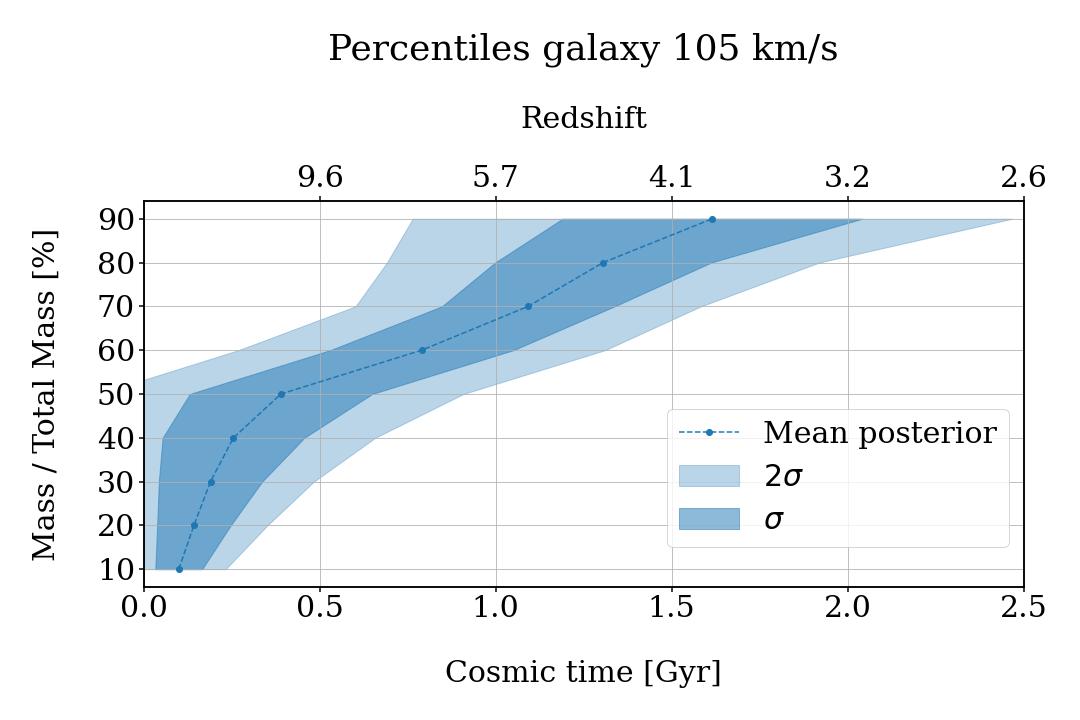 Percentiles galaxy 105 km/s
Redshift
9.6 5.7 4.1 3.2 2.6
Mass / Total Mass [%]
90
80
70
60
50
40
30
20
10
Mean posterior
2σ
σ
0.0 0.5 1.0 1.5 2.0 2.5
Cosmic time [Gyr]